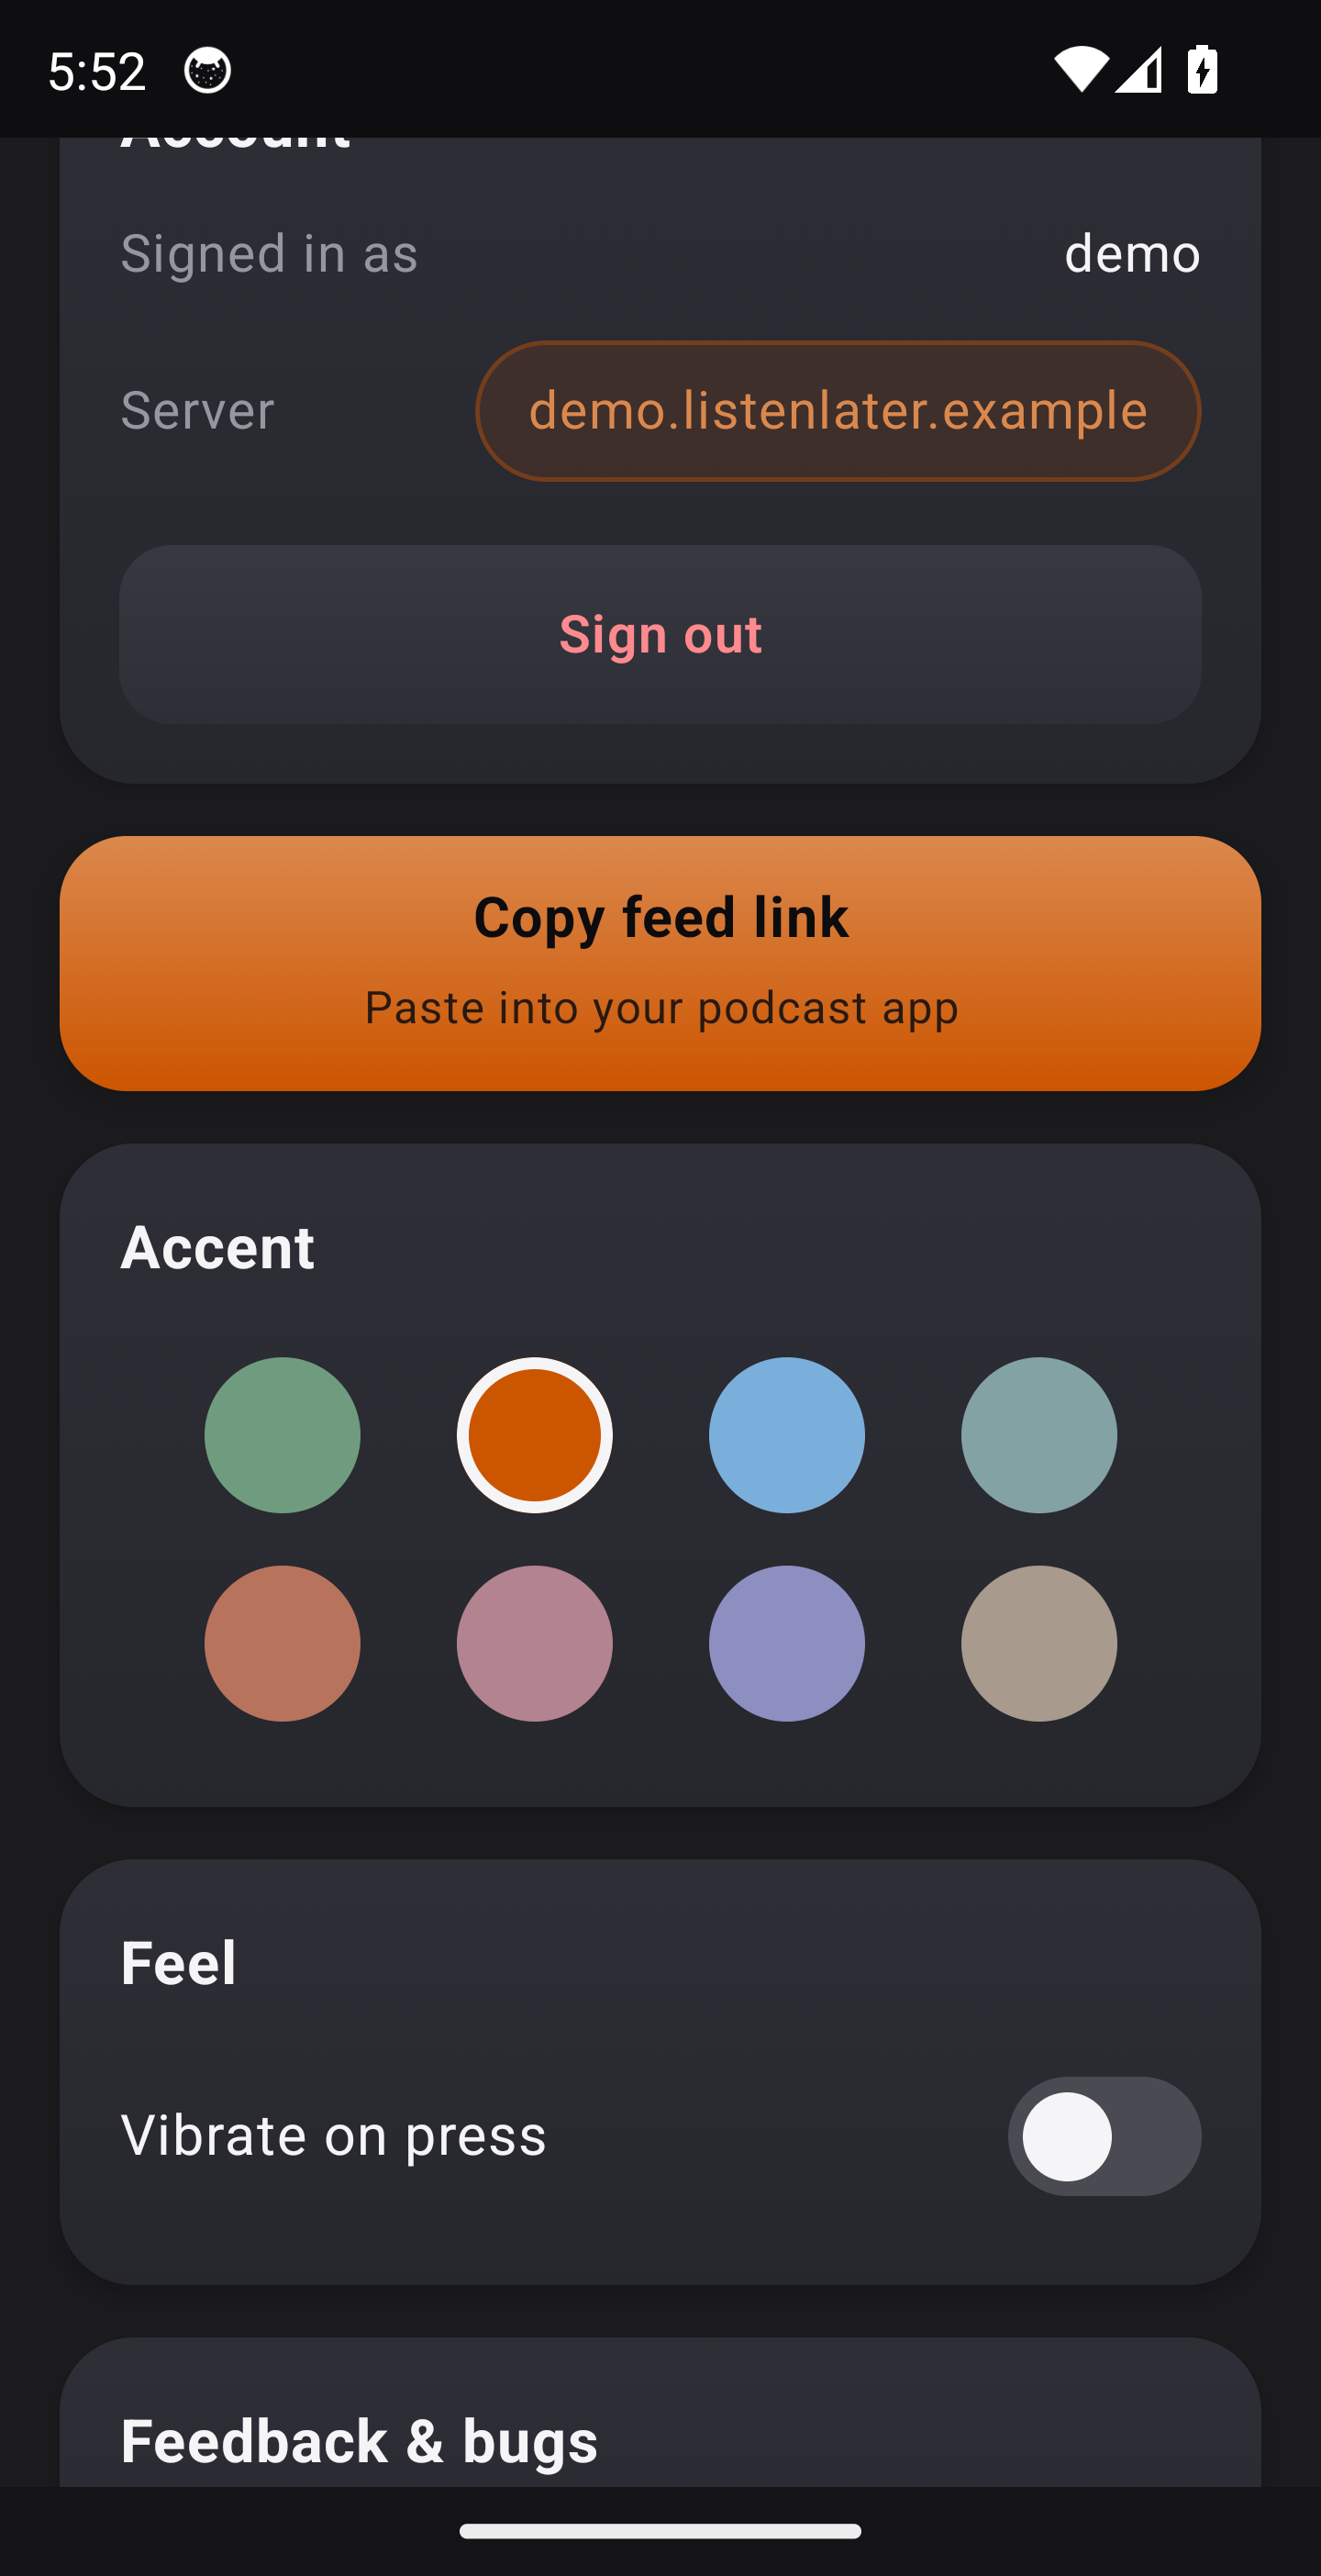 5:52
Account
Signed in as
demo
Server
demo.listenlater.example
Sign out
Copy feed link
Paste into your podcast app
Accent
Feel
Vibrate on press
Feedback & bugs